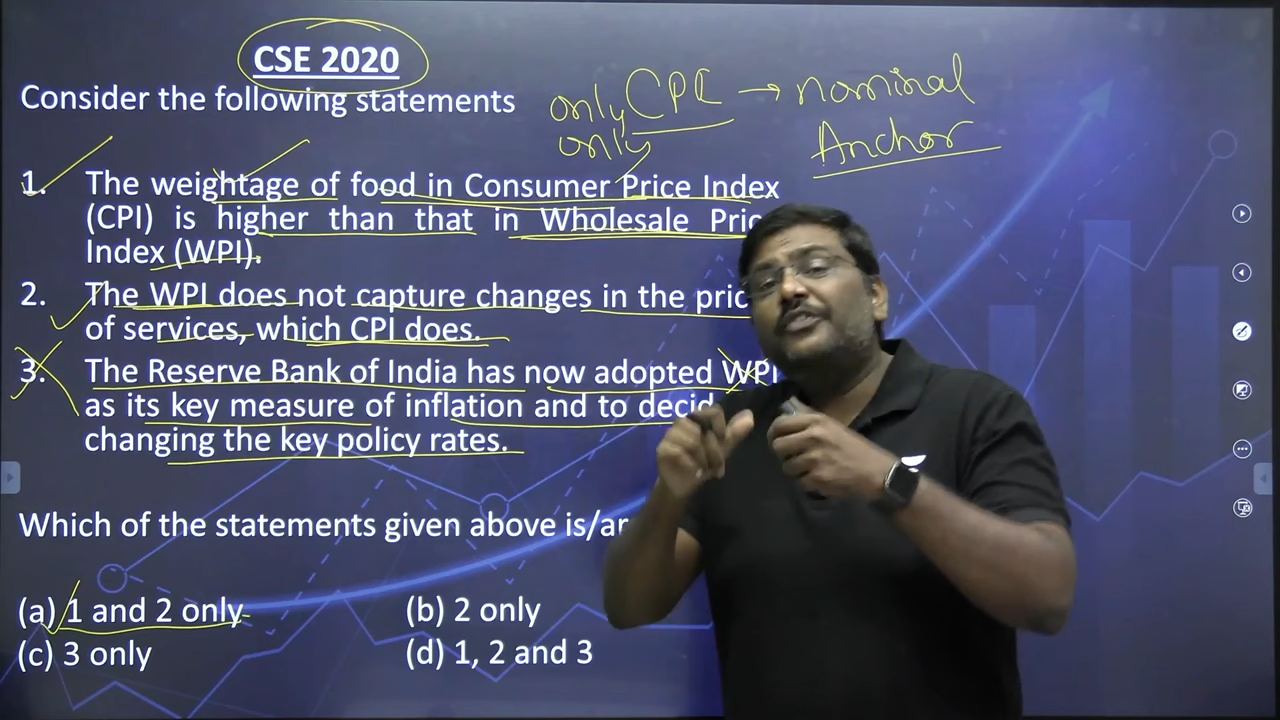 CSE 2020
Consider the following statements
only CPI → nominal
only Anchor
1. The weightage of food in Consumer Price Index
(CPI) is higher than that in Wholesale Pric
Index (WPI).
2. The WPI does not capture changes in the pric
of services, which CPI does.
3. The Reserve Bank of India has now adopted WPI
as its key measure of inflation and to decid
changing the key policy rates.
Which of the statements given above is/ar
(a) 1 and 2 only (b) 2 only
(c) 3 only (d) 1, 2 and 3